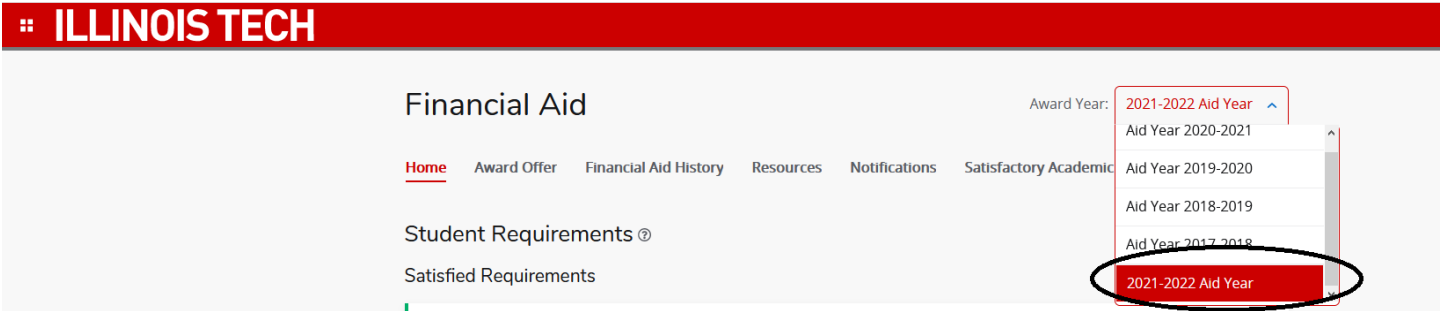 ILLINOIS TECH
Financial Aid
Award Year: 2021-2022 Aid Year
Aid Year 2020-2021
Home Award Offer Financial Aid History Resources Notifications Satisfactory Academic
Aid Year 2019-2020
Aid Year 2018-2019
Student Requirements
Aid Year 2017-2018
Satisfied Requirements
2021-2022 Aid Year